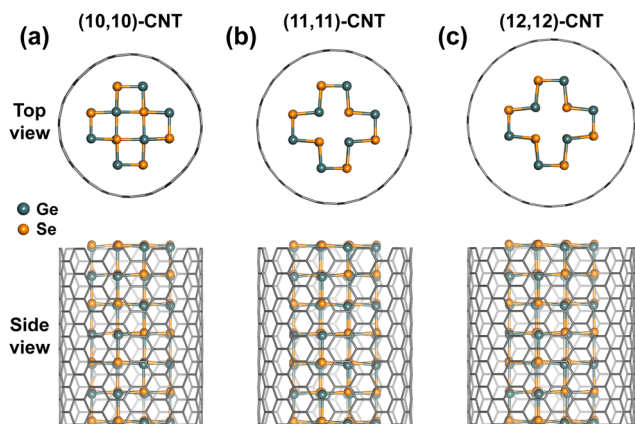 (a) (10,10)-CNT
(b) (11,11)-CNT
(c) (12,12)-CNT
Top
view
Ge
Se
Side
view